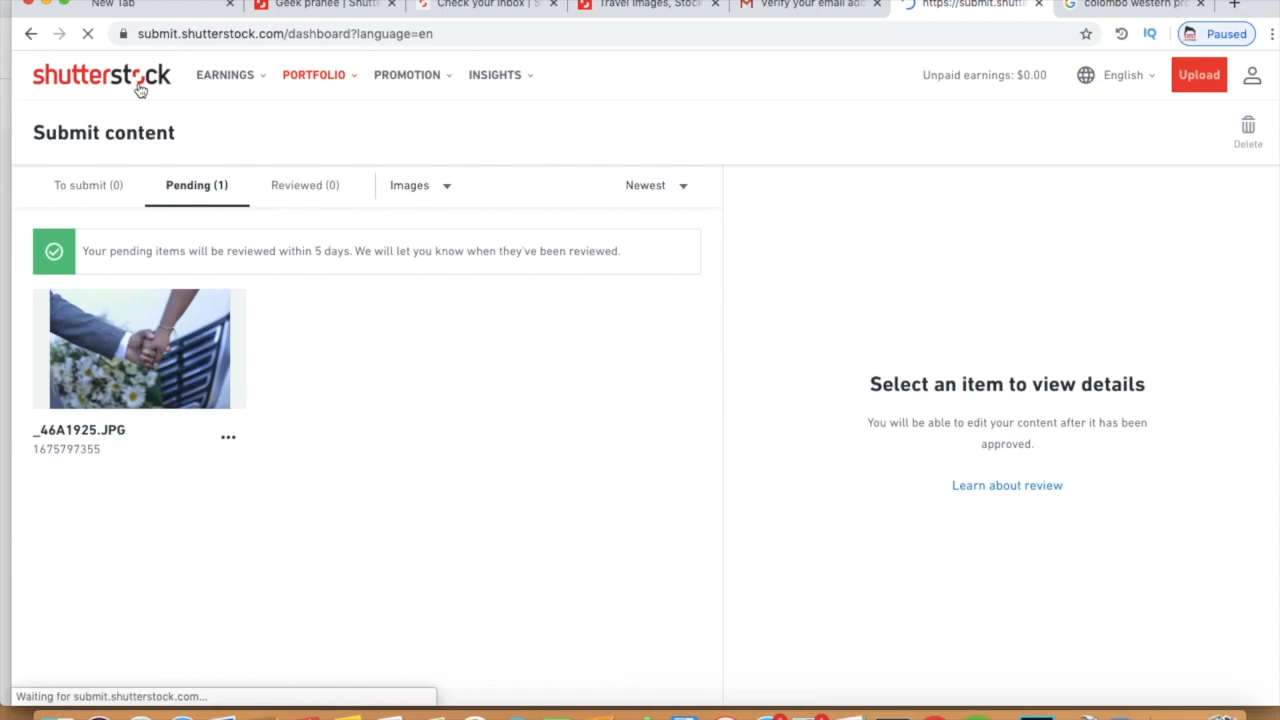 New Tab
Geek pranee | Shutte
Check your inbox | S
Travel Images, Stock
Verify your email add
https://submit.shutte
colombo western pro
submit.shutterstock.com/dashboard?language=en
IQ
Paused
shutterstock
EARNINGS
PORTFOLIO
PROMOTION
INSIGHTS
Unpaid earnings: $0.00
English
Upload
Submit content
Delete
To submit (0)
Pending (1)
Reviewed (0)
Images
Newest
Your pending items will be reviewed within 5 days. We will let you know when they've been reviewed.
_46A1925.JPG
1675797355
Select an item to view details
You will be able to edit your content after it has been
approved.
Learn about review
Waiting for submit.shutterstock.com...